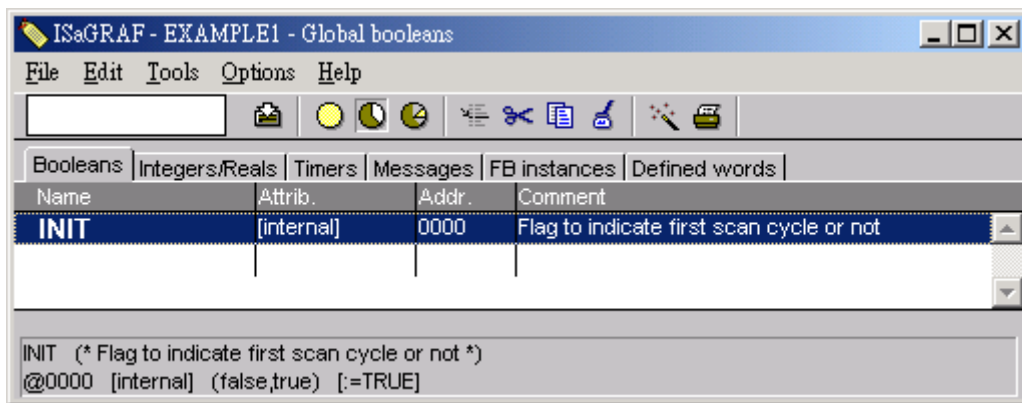 ISaGRAF - EXAMPLE1 - Global booleans
File Edit Tools Options Help
Booleans Integers/Reals Timers Messages FB instances Defined words
Name Attrib. Addr. Comment
INIT [internal] 0000 Flag to indicate first scan cycle or not
INIT (* Flag to indicate first scan cycle or not *)
@0000 [internal] (false,true) [:=TRUE]